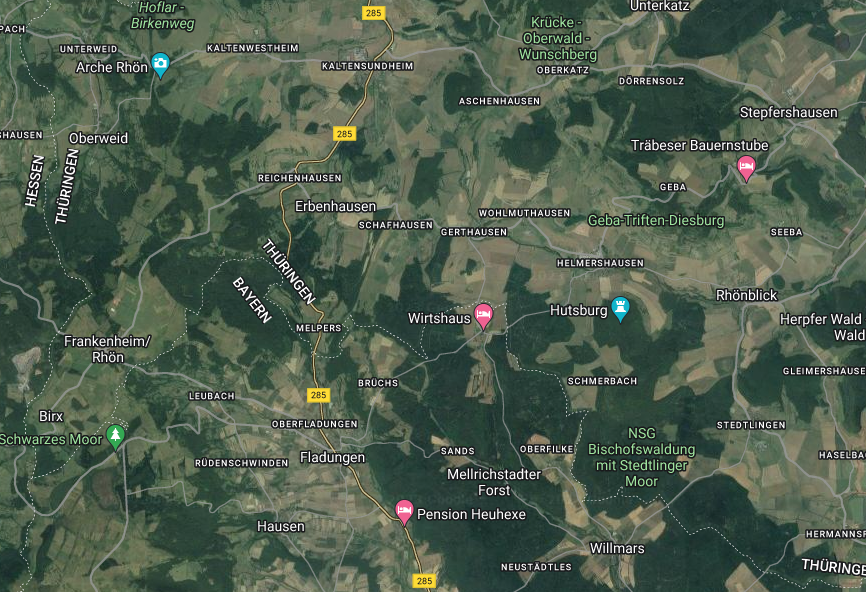 Hoflar -
Birkenweg
285
Krücke -
Oberwald -
Wunschberg
Unterkatz
PACH
UNTERWEID
KALTENWESTHEIM
Arche Rhön
KALTENSUNDHEIM
OBERKATZ
DÖRRENSOLZ
ASCHENHAUSEN
Stepfershausen
SHAUSEN
Oberweid
285
Träbeser Bauernstube
HESSEN
THÜRINGEN
REICHENHAUSEN
GEBA
Erbenhausen
WOHLMUTHAUSEN
Geba-Triften-Diesburg
SCHAFHAUSEN
GERTHAUSEN
SEEBA
THÜRINGEN
BAYERN
HELMERSHAUSEN
Rhönblick
Wirtshaus
Hutsburg
Herpfer Wald
Wald
MELPERS
Frankenheim/
Rhön
GLEIMERSHAUSE
BRÜCHS
SCHMERBACH
285
LEUBACH
Birx
OBERFLADUNGEN
STEDTLINGEN
Schwarzes Moor
NSG
Bischofswaldung
mit Stedtlinger
Moor
SANDS
OBERFILKE
Fladungen
HASELBA
RÜDENSCHWINDEN
Mellrichstadter
Forst
Pension Heuhexe
Hausen
HERMANNSF
Willmars
NEUSTÄDTLES
THÜRINGE
285